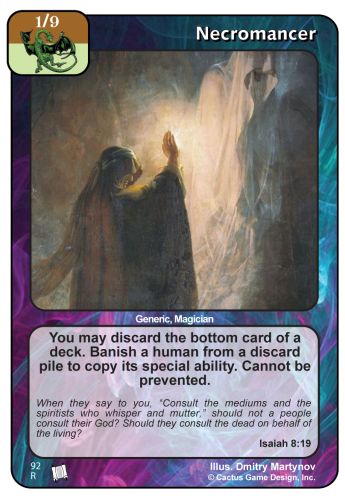 1/9
Necromancer
Generic, Magician
You may discard the bottom card of a
deck. Banish a human from a discard
pile to copy its special ability. Cannot be
prevented.
When they say to you, “Consult the mediums and the
spiritists who whisper and mutter,” should not a people
consult their God? Should they consult the dead on behalf of
the living?
Isaiah 8:19
92
R
Illus. Dmitry Martynov
© Cactus Game Design, Inc.